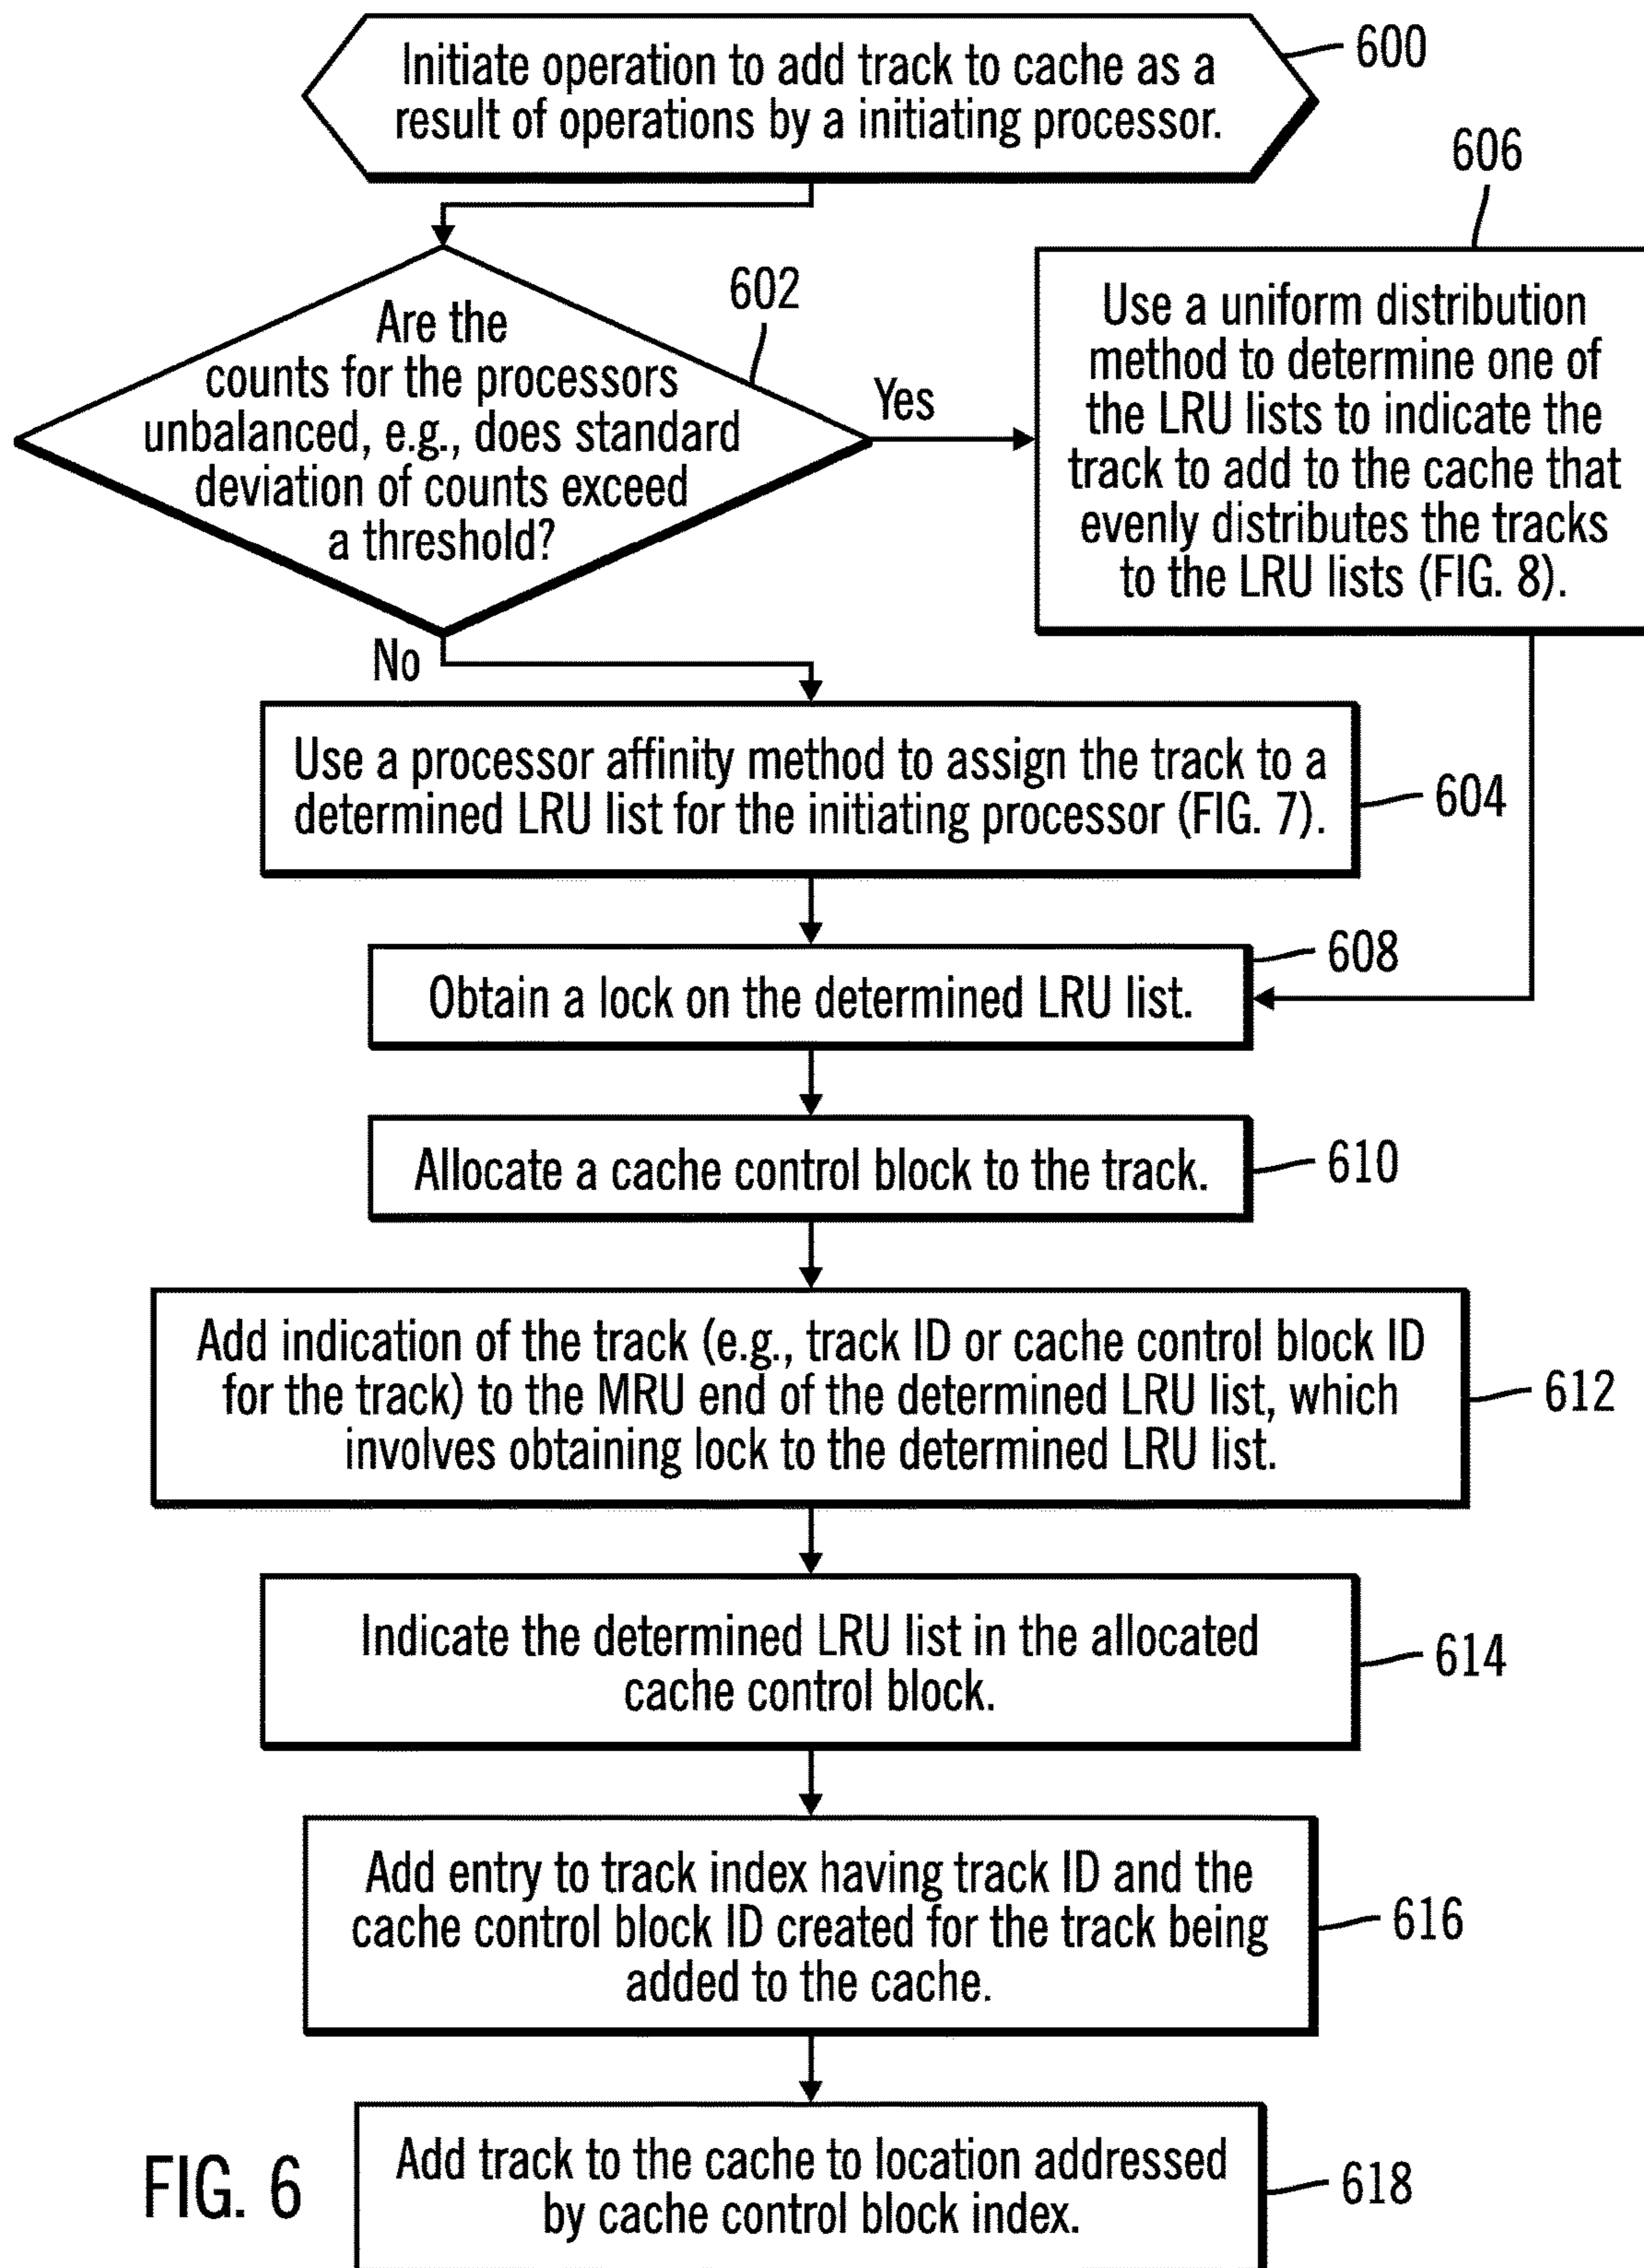 Initiate operation to add track to cache as a
result of operations by a initiating processor.
600
606
602
Are the
counts for the processors
unbalanced, e.g., does standard
deviation of counts exceed
a threshold?
Yes
Use a uniform distribution
method to determine one of
the LRU lists to indicate the
track to add to the cache that
evenly distributes the tracks
to the LRU lists (FIG. 8).
No
Use a processor affinity method to assign the track to a
determined LRU list for the initiating processor (FIG. 7).
604
Obtain a lock on the determined LRU list.
608
Allocate a cache control block to the track.
610
Add indication of the track (e.g., track ID or cache control block ID
for the track) to the MRU end of the determined LRU list, which
involves obtaining lock to the determined LRU list.
612
Indicate the determined LRU list in the allocated
cache control block.
614
Add entry to track index having track ID and the
cache control block ID created for the track being
added to the cache.
616
Add track to the cache to location addressed
by cache control block index.
618
FIG. 6